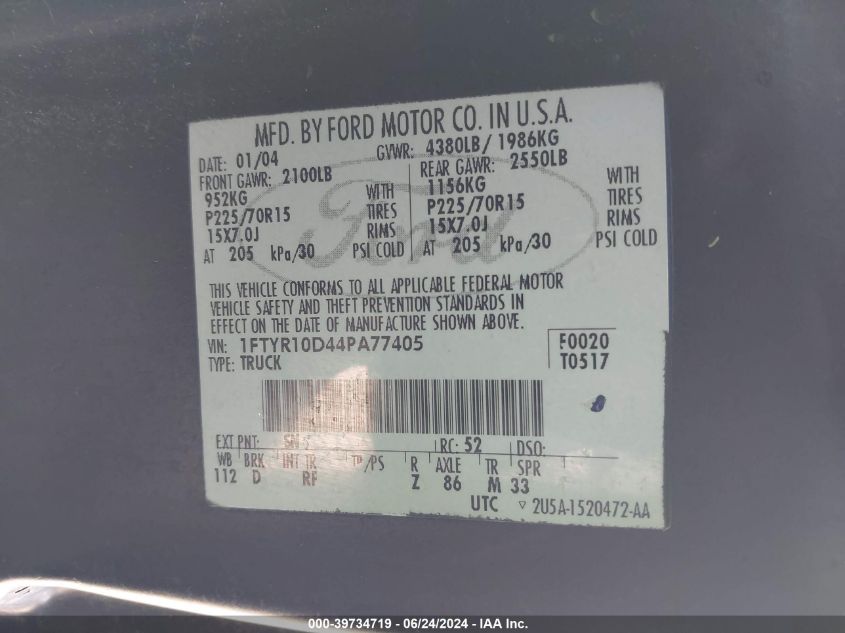 MFD. BY FORD MOTOR CO. IN U.S.A.
DATE: 01/04 GVWR: 4380LB/ 1986KG
FRONT GAWR: 2100LB REAR GAWR: 2550LB
952KG WITH 1156KG WITH
P225/70R15 TIRES P225/70R15 TIRES
15X7.0J RIMS 15X7.0J RIMS
AT 205 kPa/30 PSI COLD AT 205 kPa/30 PSI COLD
Ford
THIS VEHICLE CONFORMS TO ALL APPLICABLE FEDERAL MOTOR
VEHICLE SAFETY AND THEFT PREVENTION STANDARDS IN
EFFECT ON THE DATE OF MANUFACTURE SHOWN ABOVE.
VIN: 1FTYR10D44PA77405 F0020
TYPE: TRUCK T0517
EXT PNT: RC: 52 DSO:
WB BRK INT TR TP/PS R AXLE TR SPR
112 D RF Z 86 M 33
UTC ▽ 2U5A-1520472-AA
000-39734719 / 06/24/2024 - IAA Inc.